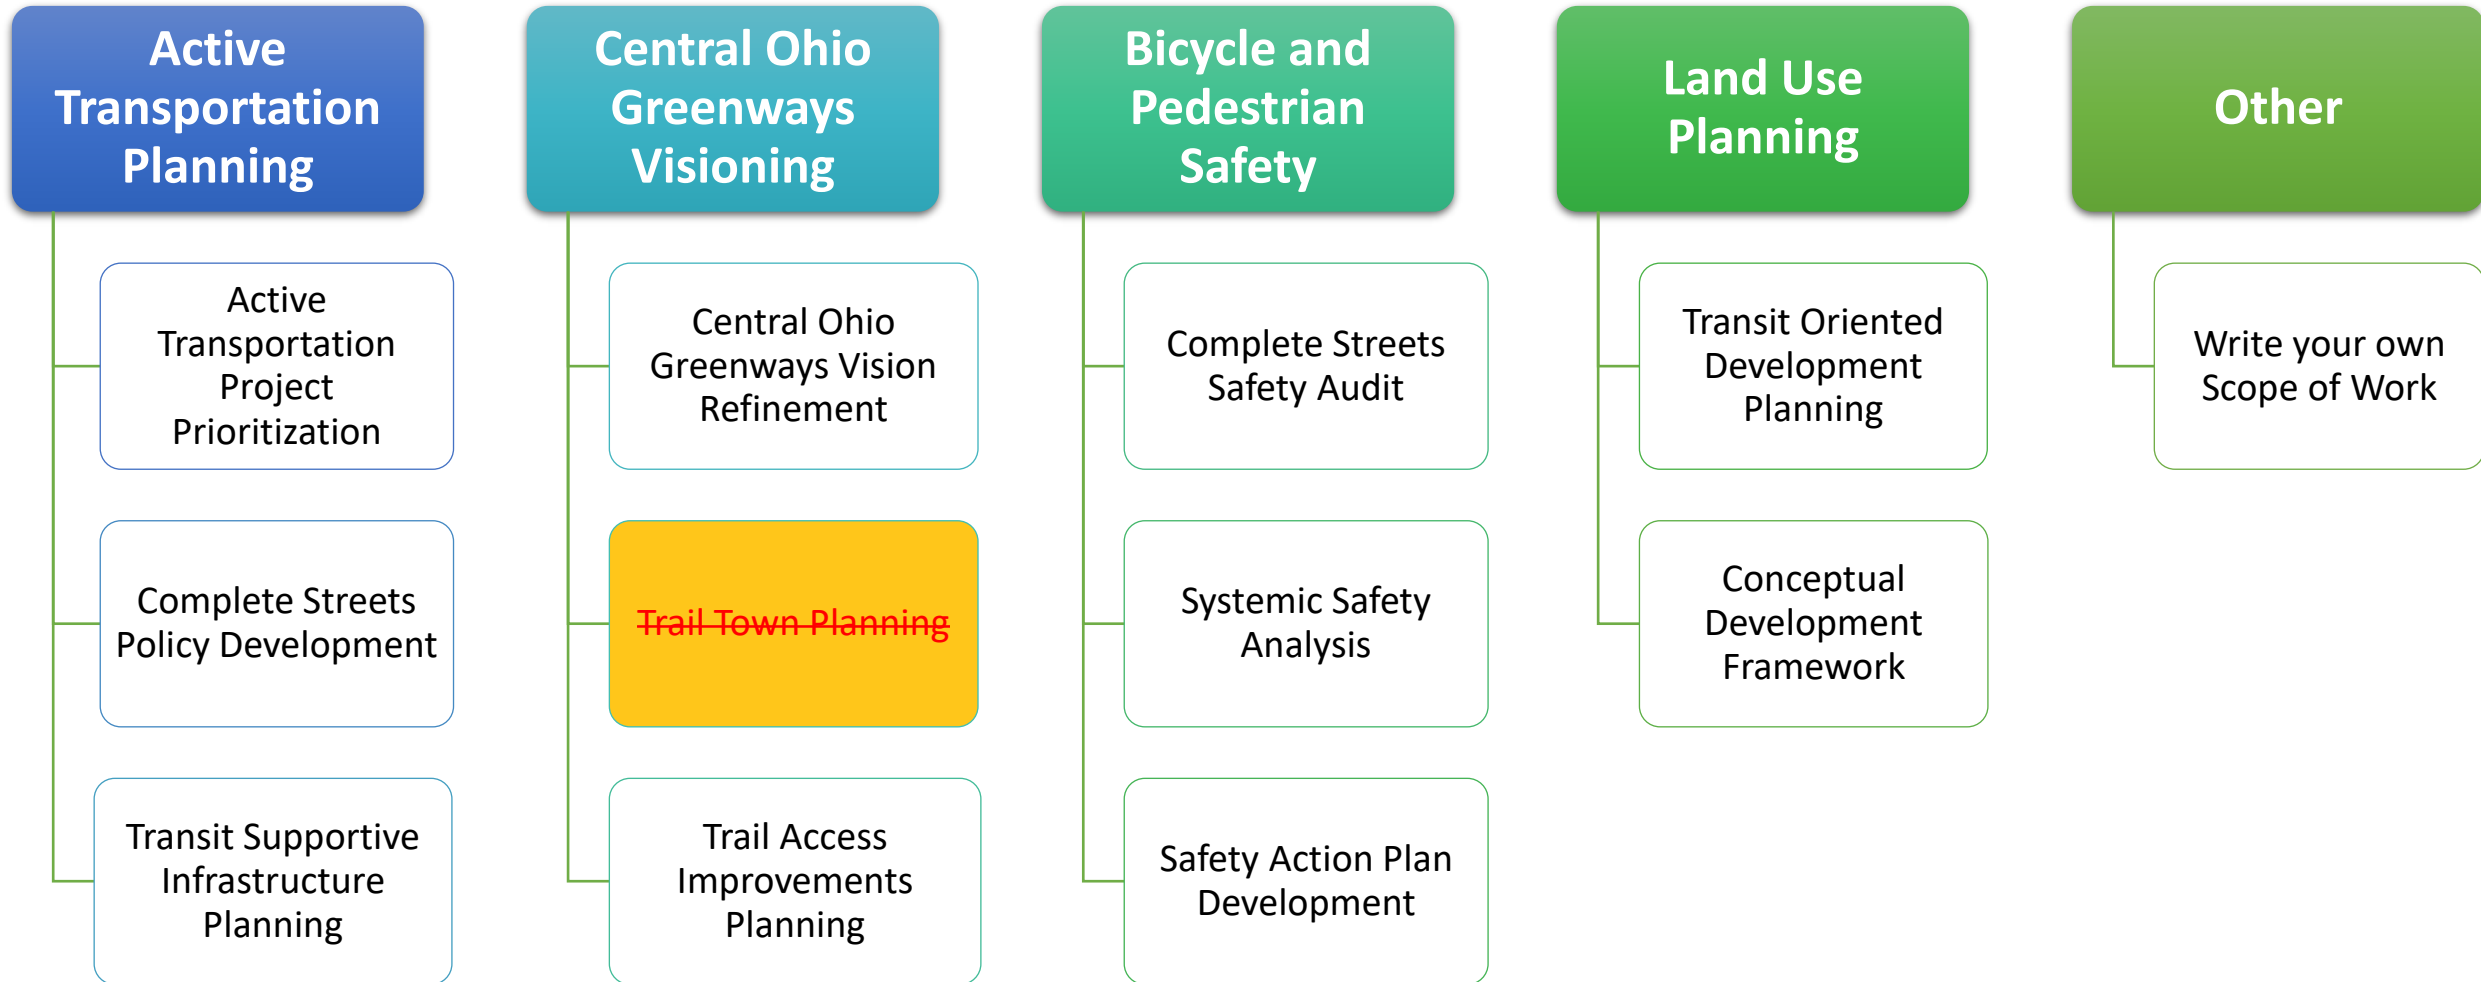 Active
Transportation
Planning
Active
Transportation
Project
Prioritization
Complete Streets
Policy Development
Transit Supportive
Infrastructure
Planning
Central Ohio
Greenways
Visioning
Central Ohio
Greenways Vision
Refinement
Trail Town Planning
Trail Access
Improvements
Planning
Bicycle and
Pedestrian
Safety
Complete Streets
Safety Audit
Systemic Safety
Analysis
Safety Action Plan
Development
Land Use
Planning
Transit Oriented
Development
Planning
Conceptual
Development
Framework
Other
Write your own
Scope of Work